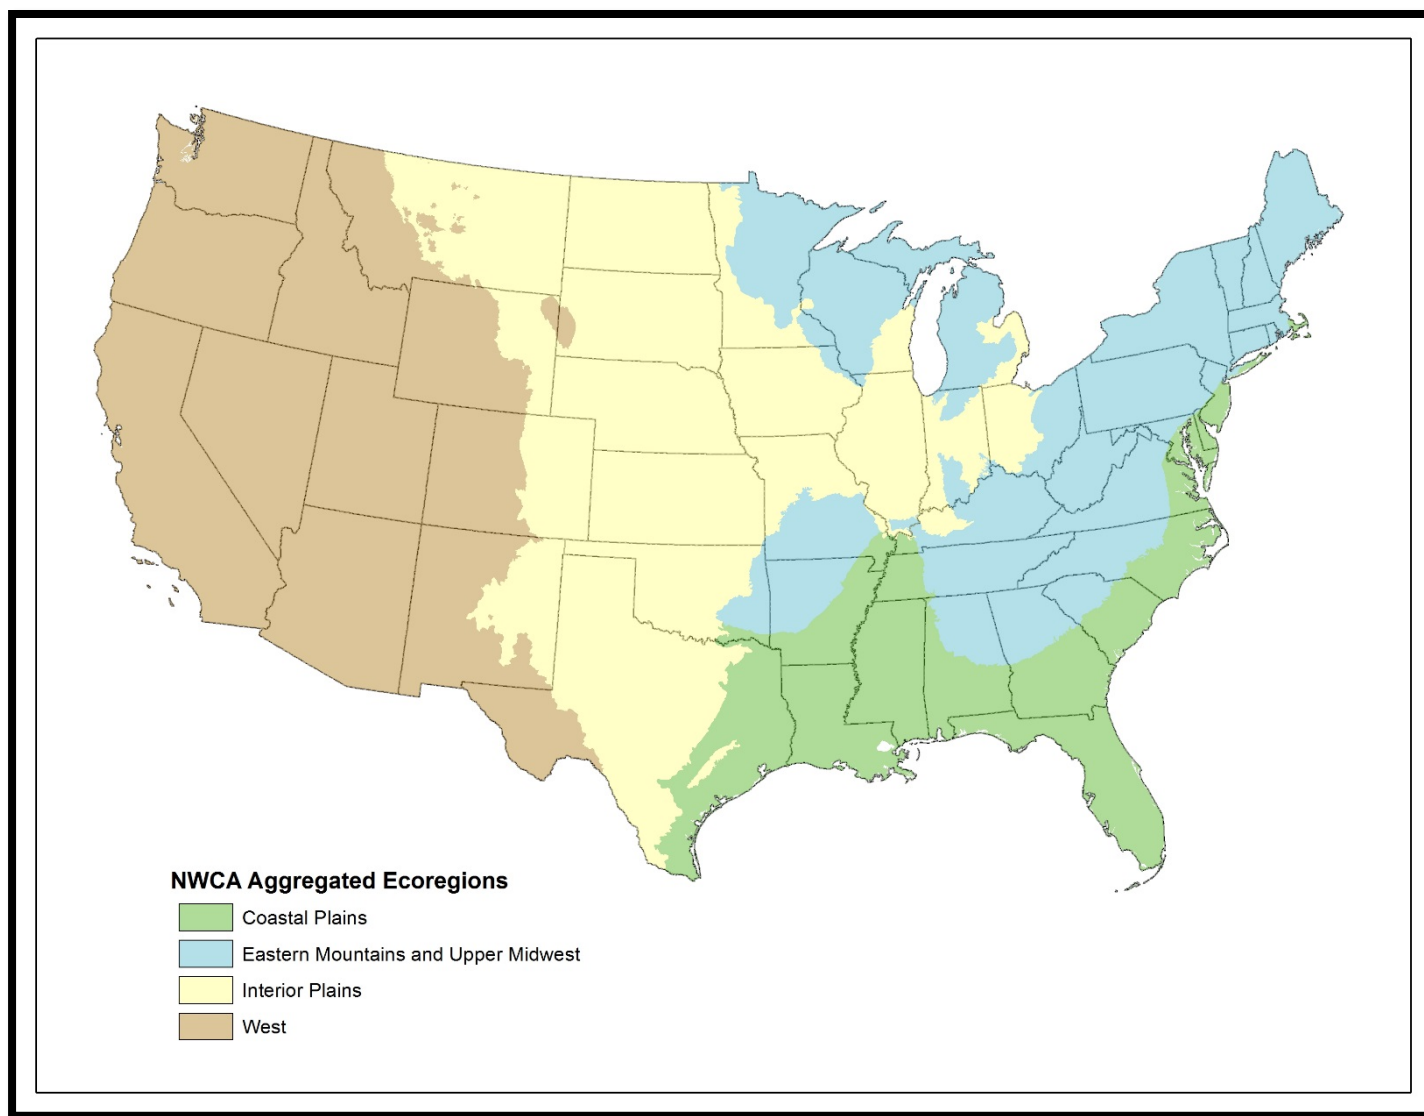 NWCA Aggregated Ecoregions
Coastal Plains
Eastern Mountains and Upper Midwest
Interior Plains
West